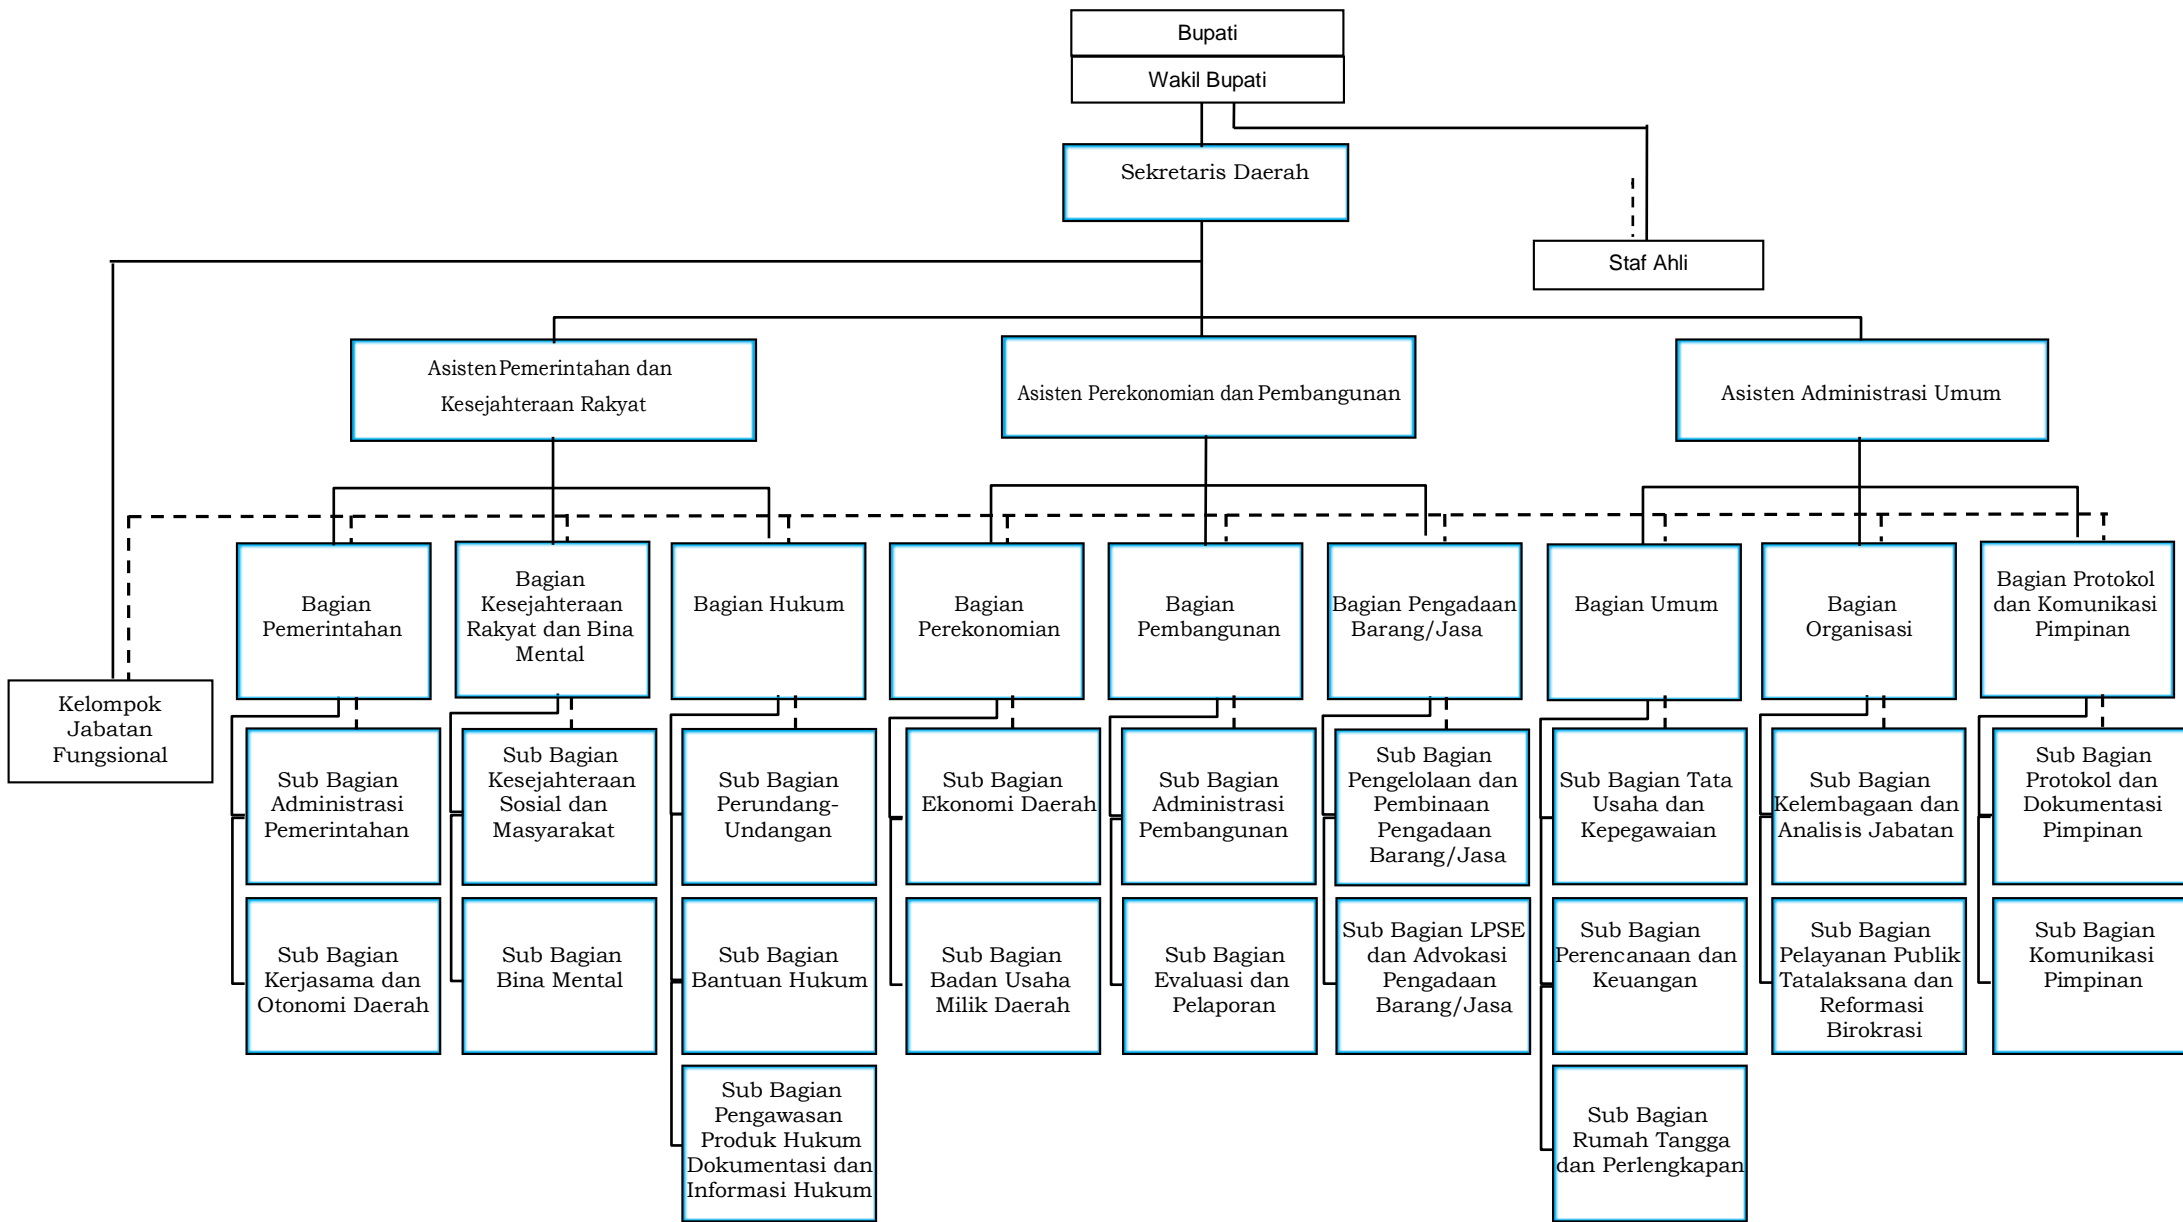 Bupati
Wakil Bupati
Sekretaris Daerah
Staf Ahli
Asisten Pemerintahan dan
Kesejahteraan Rakyat
Asisten Perekonomian dan Pembangunan
Asisten Administrasi Umum
Bagian
Pemerintahan
Bagian
Kesejahteraan
Rakyat dan Bina
Mental
Bagian Hukum
Bagian
Perekonomian
Bagian
Pembangunan
Bagian Pengadaan
Barang/Jasa
Bagian Umum
Bagian
Organisasi
Bagian Protokol
dan Komunikasi
Pimpinan
Kelompok
Jabatan
Fungsional
Sub Bagian
Administrasi
Pemerintahan
Sub Bagian
Kesejahteraan
Sosial dan
Masyarakat
Sub Bagian
Perundang-
Undangan
Sub Bagian
Ekonomi Daerah
Sub Bagian
Administrasi
Pembangunan
Sub Bagian
Pengelolaan dan
Pembinaan
Pengadaan
Barang/Jasa
Sub Bagian Tata
Usaha dan
Kepegawaian
Sub Bagian
Kelembagaan dan
Analisis Jabatan
Sub Bagian
Protokol dan
Dokumentasi
Pimpinan
Sub Bagian
Kerjasama dan
Otonomi Daerah
Sub Bagian
Bina Mental
Sub Bagian
Bantuan Hukum
Sub Bagian
Badan Usaha
Milik Daerah
Sub Bagian
Evaluasi dan
Pelaporan
Sub Bagian LPSE
dan Advokasi
Pengadaan
Barang/Jasa
Sub Bagian
Perencanaan dan
Keuangan
Sub Bagian
Pelayanan Publik
Tatalaksana dan
Reformasi
Birokrasi
Sub Bagian
Komunikasi
Pimpinan
Sub Bagian
Pengawasan
Produk Hukum
Dokumentasi dan
Informasi Hukum
Sub Bagian
Rumah Tangga
dan Perlengkapan